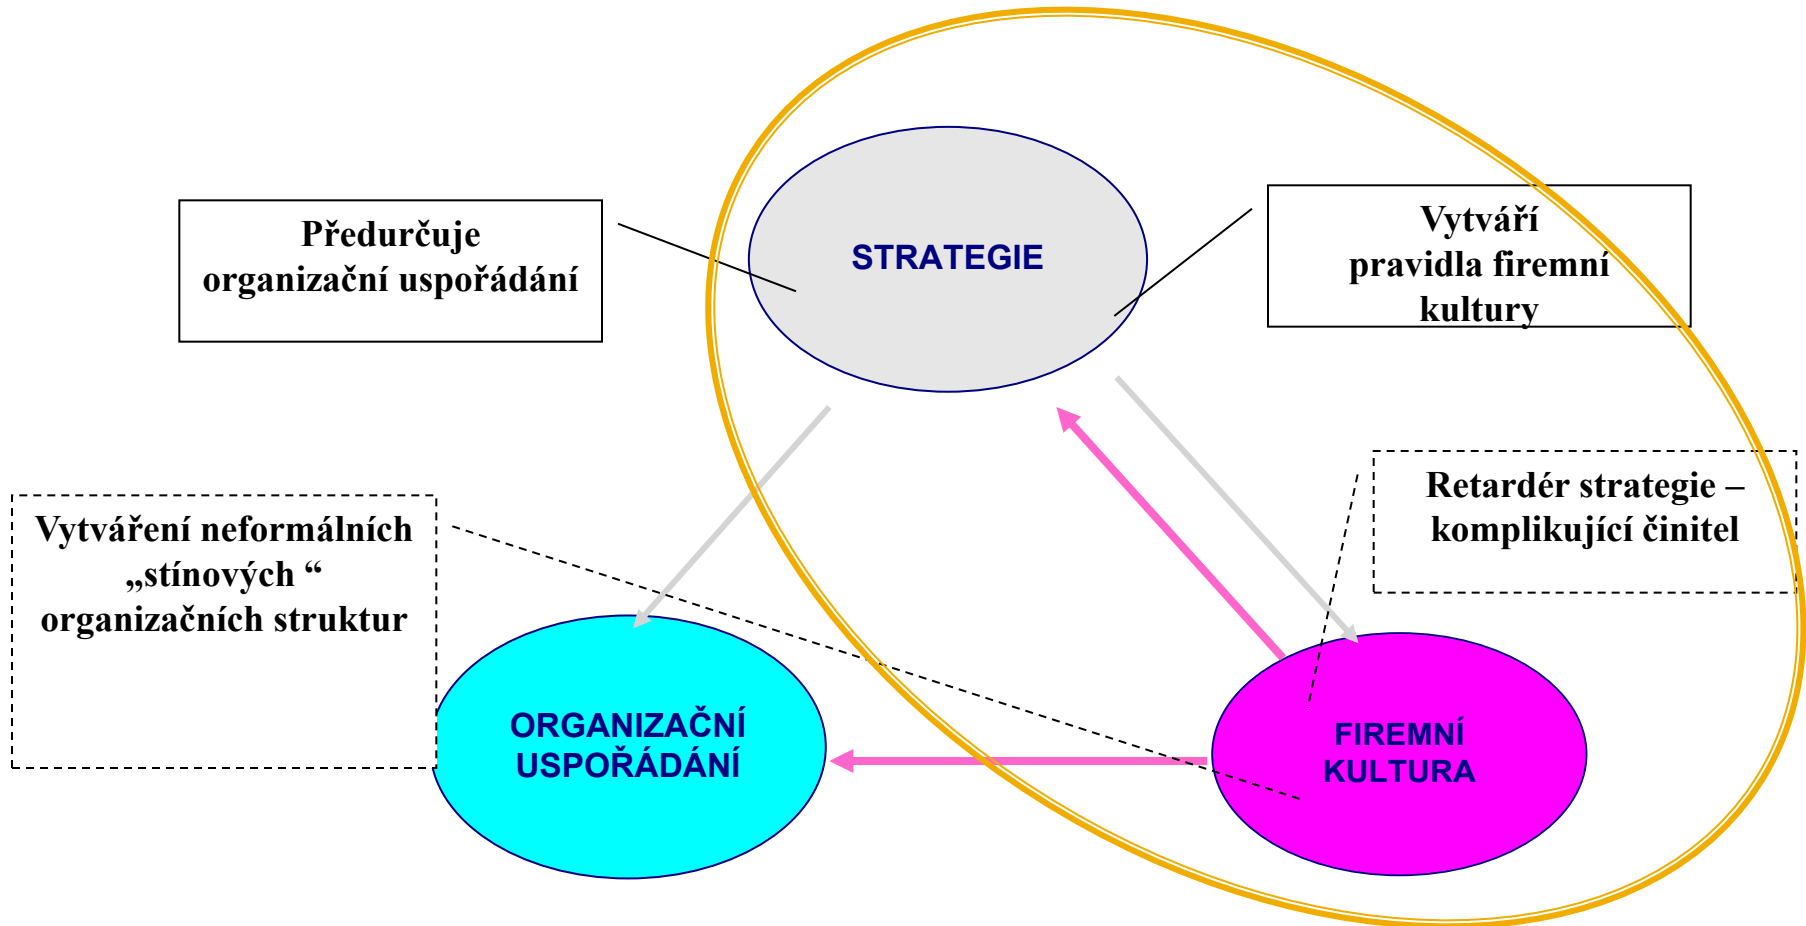 STRATEGIE
Předurčuje
organizační uspořádání
Vytváří
pravidla firemní
kultury
Retardér strategie –
komplikující činitel
Vytváření neformálních
„stínových “
organizačních struktur
ORGANIZAČNÍ
USPOŘÁDÁNÍ
FIREMNÍ
KULTURA